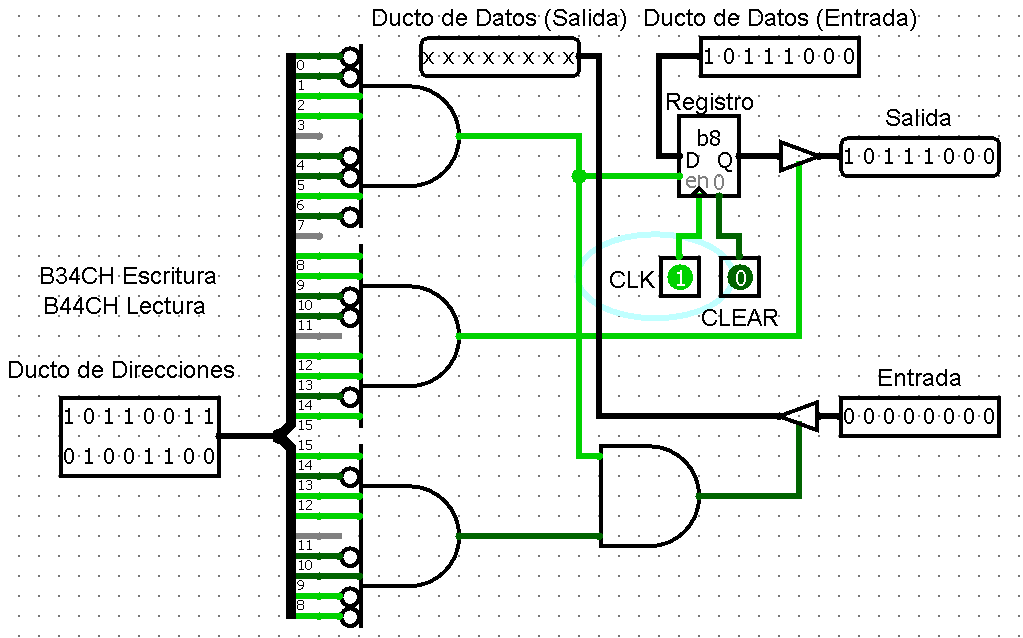 Ducto de Datos (Salida)
Ducto de Datos (Entrada)
x x x x x x x x
1 0 1 1 1 0 0 0
Registro
b8
D Q
en 0
Salida
1 0 1 1 1 0 0 0
CLK
1
0
CLEAR
B34CH Escritura
B44CH Lectura
Ducto de Direcciones
1 0 1 1 0 0 1 1
0 1 0 0 1 1 0 0
Entrada
0 0 0 0 0 0 0 0
0
1
2
3
4
5
6
7
8
9
10
11
12
13
14
15
15
14
13
12
11
10
9
8